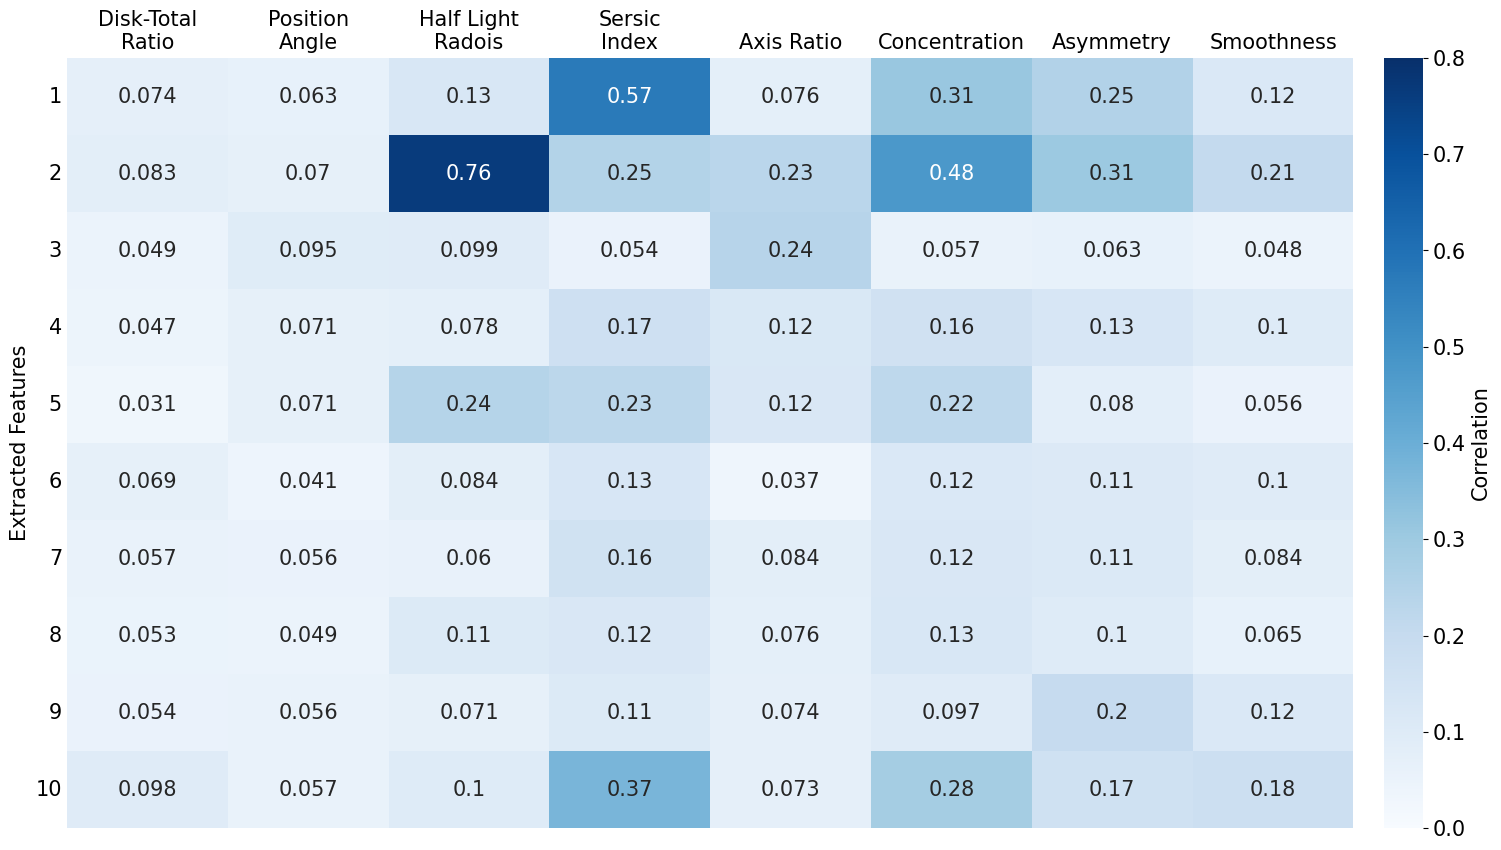 Disk-Total Ratio
Position Angle
Half Light Radois
Sersic Index
Axis Ratio
Concentration
Asymmetry
Smoothness
Extracted Features
1 0.074 0.063 0.13 0.57 0.076 0.31 0.25 0.12
2 0.083 0.07 0.76 0.25 0.23 0.48 0.31 0.21
3 0.049 0.095 0.099 0.054 0.24 0.057 0.063 0.048
4 0.047 0.071 0.078 0.17 0.12 0.16 0.13 0.1
5 0.031 0.071 0.24 0.23 0.12 0.22 0.08 0.056
6 0.069 0.041 0.084 0.13 0.037 0.12 0.11 0.1
7 0.057 0.056 0.06 0.16 0.084 0.12 0.11 0.084
8 0.053 0.049 0.11 0.12 0.076 0.13 0.1 0.065
9 0.054 0.056 0.071 0.11 0.074 0.097 0.2 0.12
10 0.098 0.057 0.1 0.37 0.073 0.28 0.17 0.18
0.8
0.7
0.6
0.5
0.4
0.3
0.2
0.1
0.0
Correlation